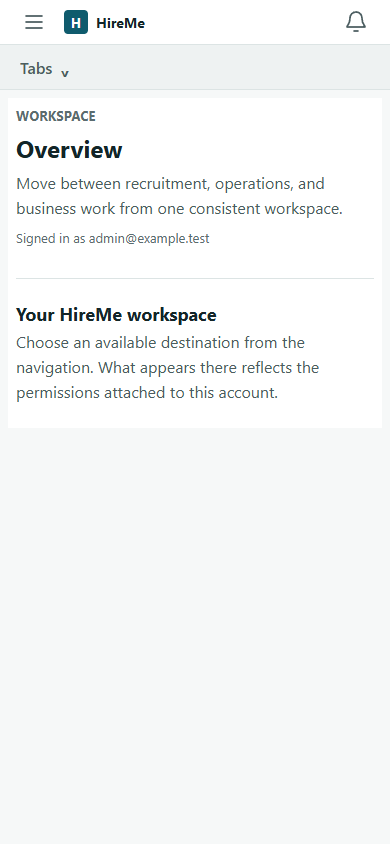 H HireMe
Tabs v
WORKSPACE
Overview
Move between recruitment, operations, and
business work from one consistent workspace.
Signed in as admin@example.test
Your HireMe workspace
Choose an available destination from the
navigation. What appears there reflects the
permissions attached to this account.